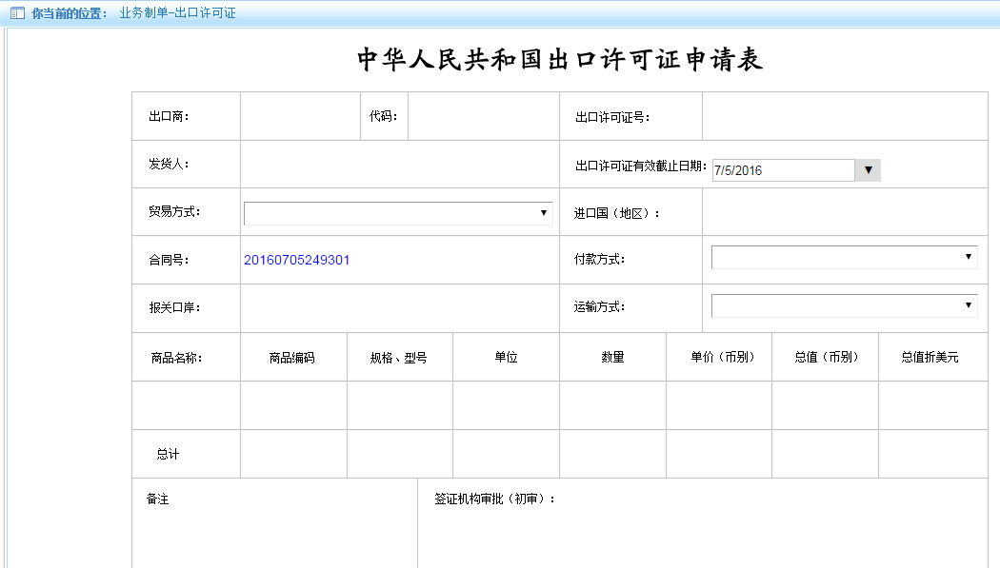 你当前的位置： 业务制单-出口许可证
中华人民共和国出口许可证申请表
出口商： 代码： 出口许可证号：
发货人： 出口许可证有效截止日期： 7/5/2016
贸易方式： 进口国（地区）：
合同号： 20160705249301 付款方式：
报关口岸： 运输方式：
商品名称： 商品编码 规格、型号 单位 数量 单价（币别） 总值（币别） 总值折美元
总计
备注 签证机构审批（初审）：